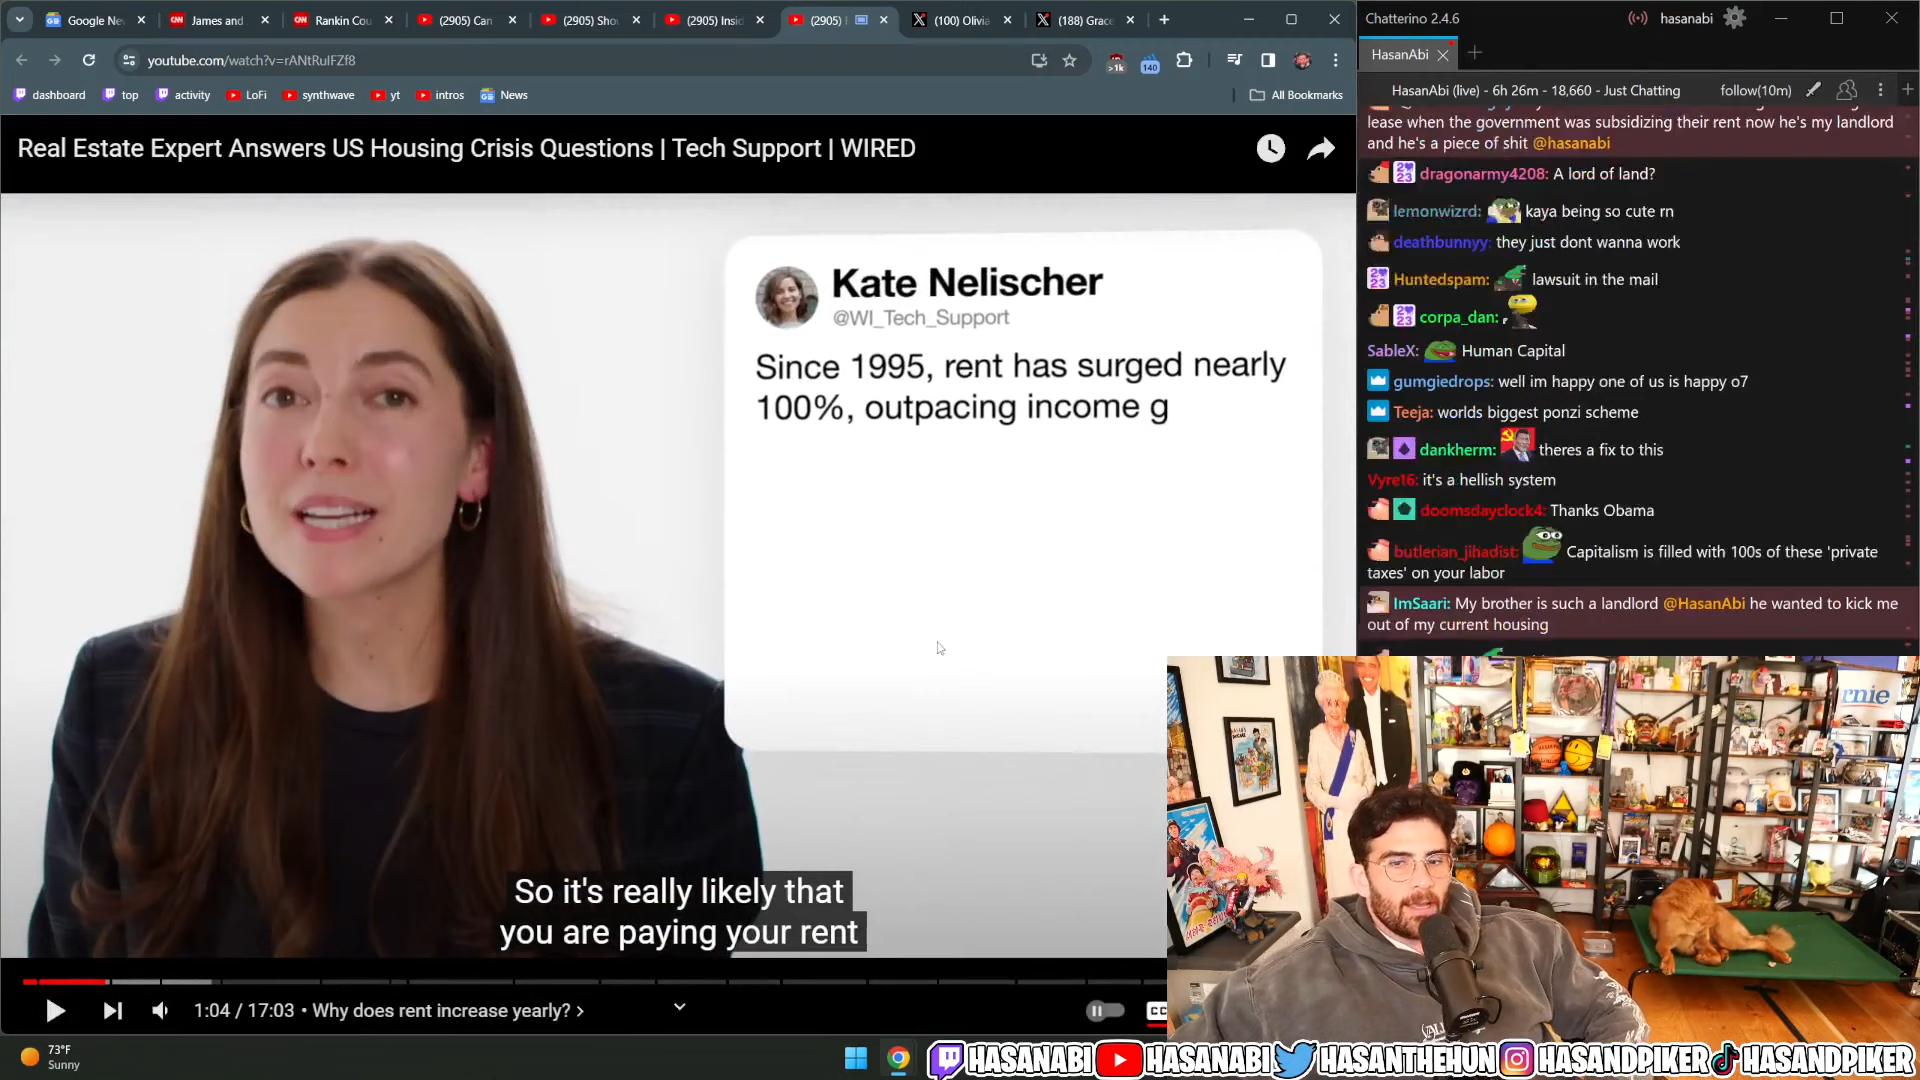 Google Nev
James and
Rankin Cou
(2905) Can
(2905) Sho
(2905) Insid
(2905)
(100) Olivia
(188) Grace
youtube.com/watch?v=rANtRuIFZf8
>1k
140
dashboard
top
activity
LoFi
synthwave
yt
intros
News
All Bookmarks
Real Estate Expert Answers US Housing Crisis Questions | Tech Support | WIRED
Kate Nelischer
@WI_Tech_Support
Since 1995, rent has surged nearly
100%, outpacing income g
So it's really likely that
you are paying your rent
1:04 / 17:03 • Why does rent increase yearly? >
CC
73°F
Sunny
Chatterino 2.4.6
hasanabi
HasanAbi
HasanAbi (live) - 6h 26m - 18,660 - Just Chatting
follow(10m)
lease when the government was subsidizing their rent now he's my landlord
and he's a piece of shit @hasanabi
dragonarmy4208: A lord of land?
lemonwizrd: kaya being so cute rn
deathbunnyy: they just dont wanna work
Huntedspam: lawsuit in the mail
corpa_dan:
SableX: Human Capital
gumgiedrops: well im happy one of us is happy o7
Teeja: worlds biggest ponzi scheme
dankherm: theres a fix to this
Vyre16: it's a hellish system
doomsdayclock4: Thanks Obama
butlerian_jihadist: Capitalism is filled with 100s of these 'private
taxes' on your labor
ImSaari: My brother is such a landlord @HasanAbi he wanted to kick me
out of my current housing
rnie
HASANABI
HASANABI
HASANTHEHUN
HASANDPIKER
HASANDPIKER